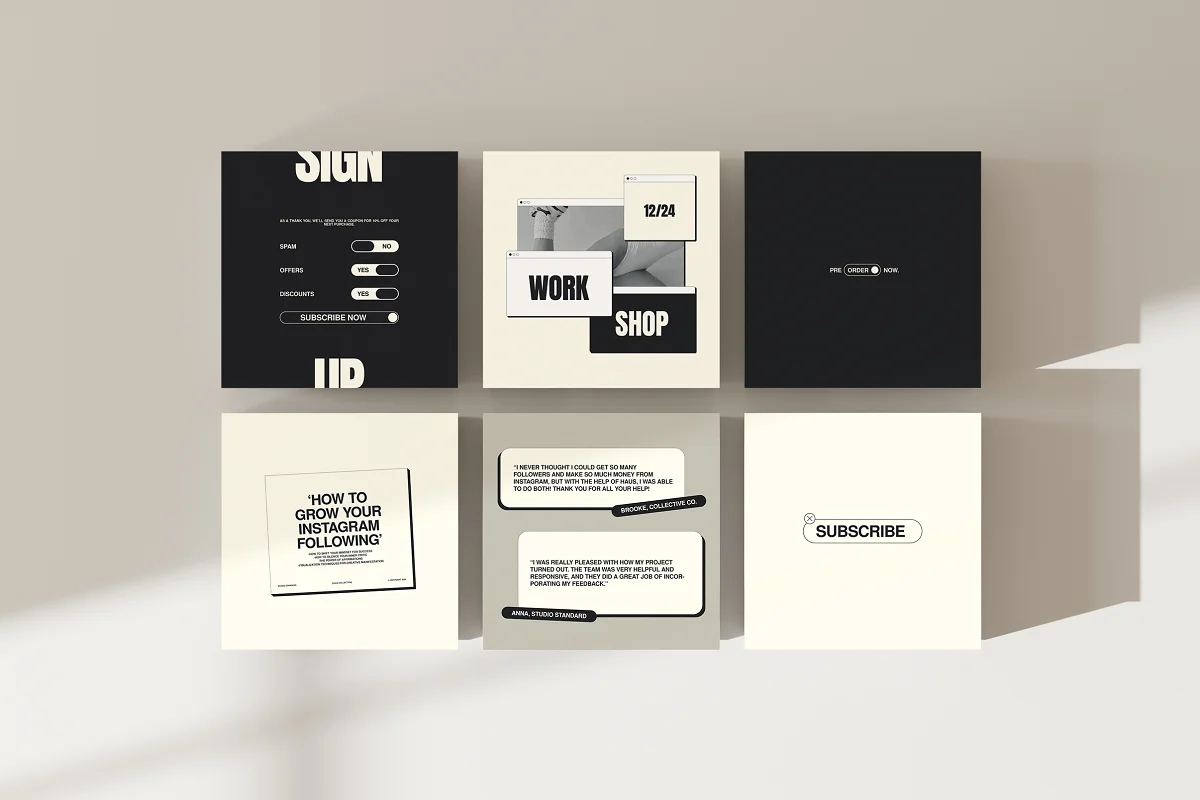 SIGN
AS A THANK YOU, WE'LL SEND YOU A COUPON FOR 10% OFF YOUR
NEXT PURCHASE.
SPAM NO
OFFERS YES
DISCOUNTS YES
SUBSCRIBE NOW
UP
12/24
WORK
SHOP
PRE ORDER NOW.
‘HOW TO
GROW YOUR
INSTAGRAM
FOLLOWING’
“I NEVER THOUGHT I COULD GET SO MANY
FOLLOWERS AND MAKE SO MUCH MONEY FROM
INSTAGRAM, BUT WITH THE HELP OF HAUS, I WAS ABLE
TO DO BOTH! THANK YOU FOR ALL YOUR HELP!
BROOKE, COLLECTIVE CO.
“I WAS REALLY PLEASED WITH HOW MY PROJECT
TURNED OUT. THE TEAM WAS VERY HELPFUL AND
RESPONSIVE, AND THEY DID A GREAT JOB OF INCOR-
PORATING MY FEEDBACK.”
ANNA, STUDIO STANDARD
SUBSCRIBE